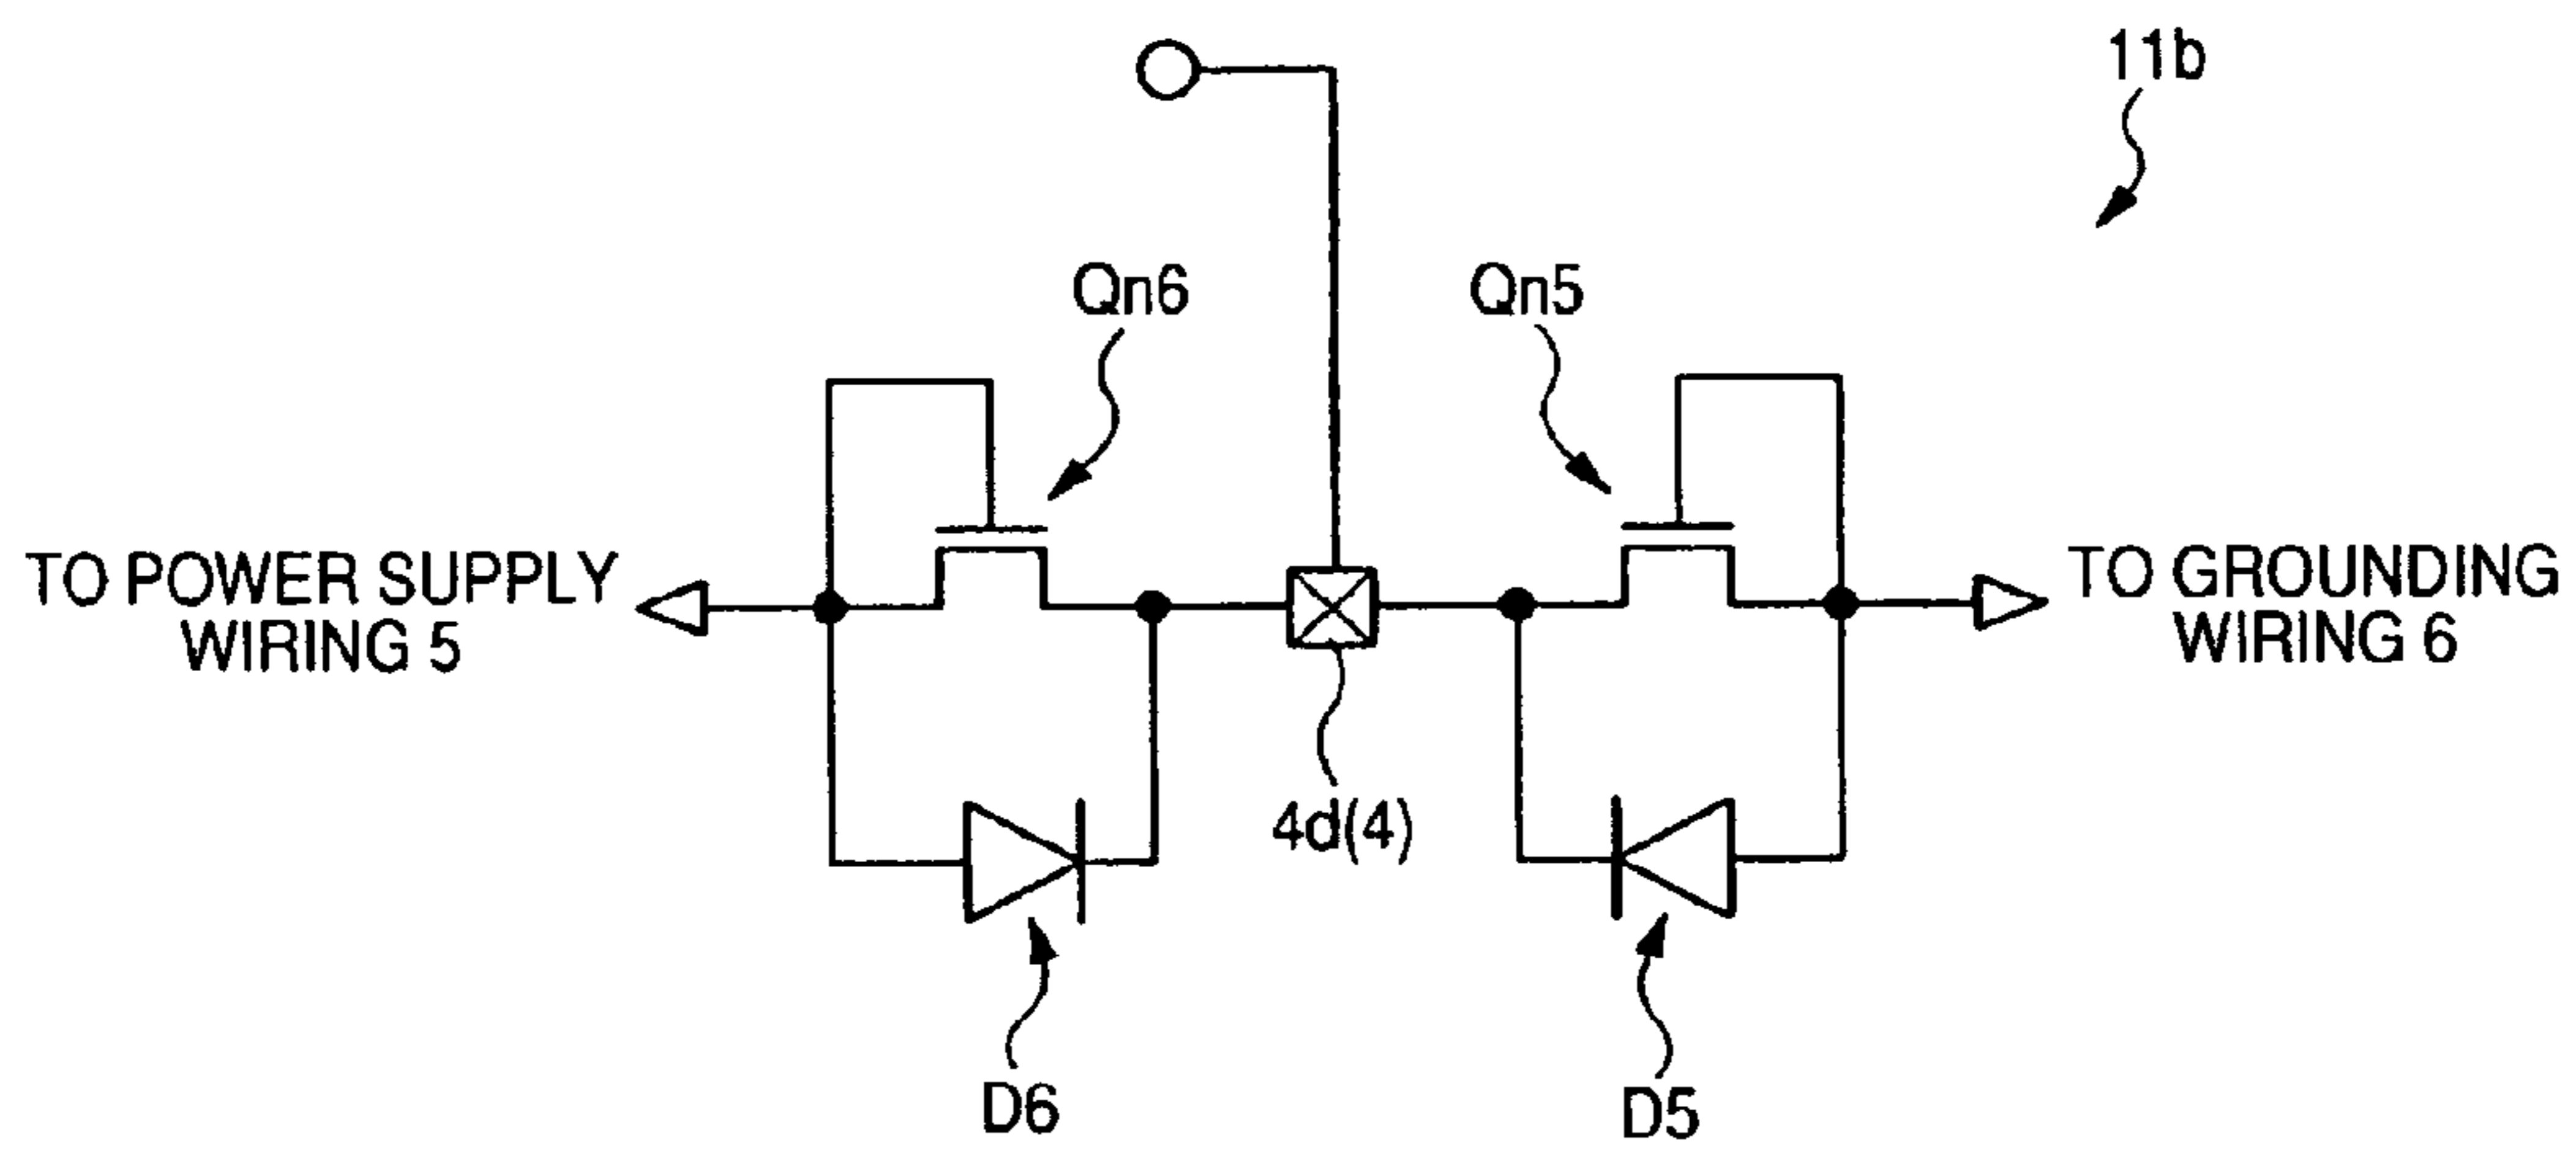 11b
Qn6
Qn5
TO POWER SUPPLY
WIRING 5
TO GROUNDING
WIRING 6
4d(4)
D6
D5